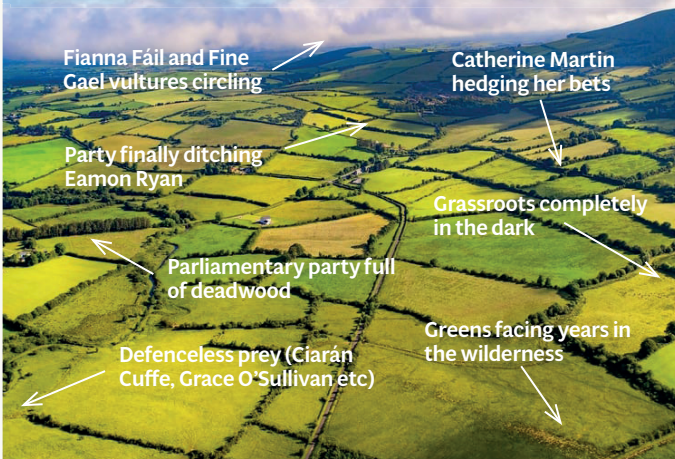 Fianna Fáil and Fine
Gael vultures circling
Catherine Martin
hedging her bets
Party finally ditching
Eamon Ryan
Grassroots completely
in the dark
Parliamentary party full
of deadwood
Greens facing years in
the wilderness
Defenceless prey (Ciarán
Cuffe, Grace O'Sullivan etc)